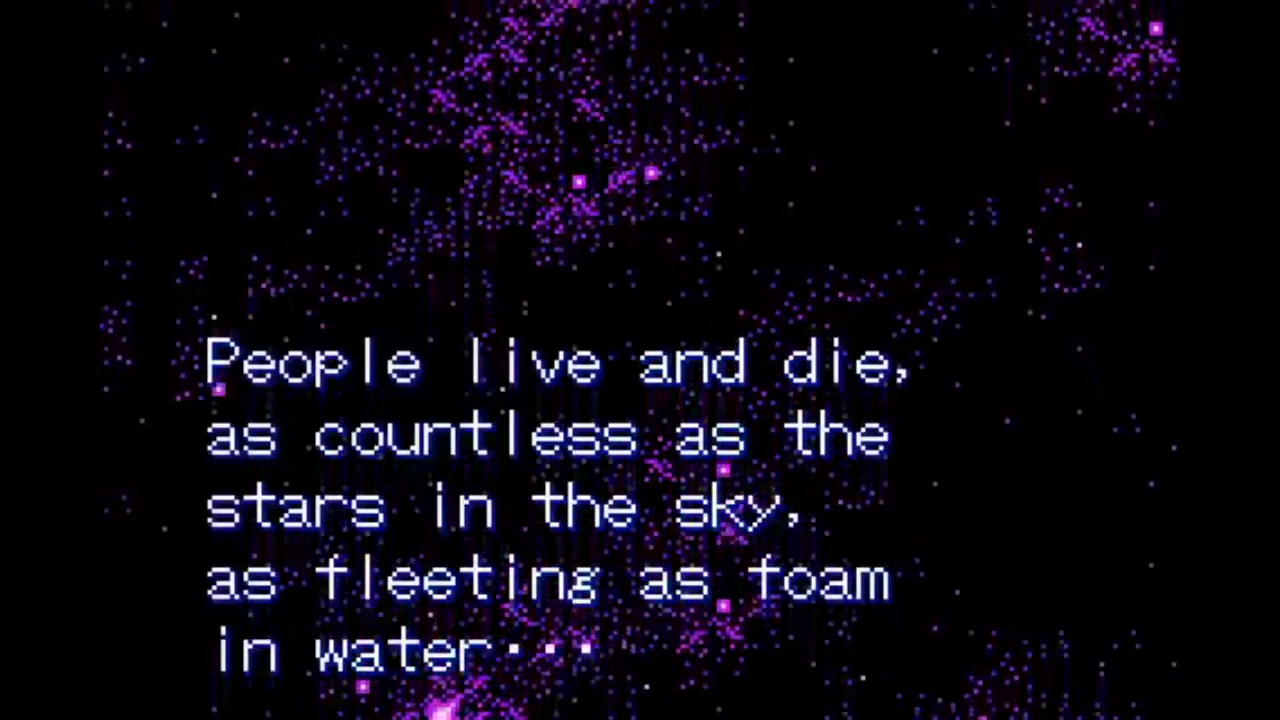 People live and die,
as countless as the
stars in the sky,
as fleeting as foam
in water···